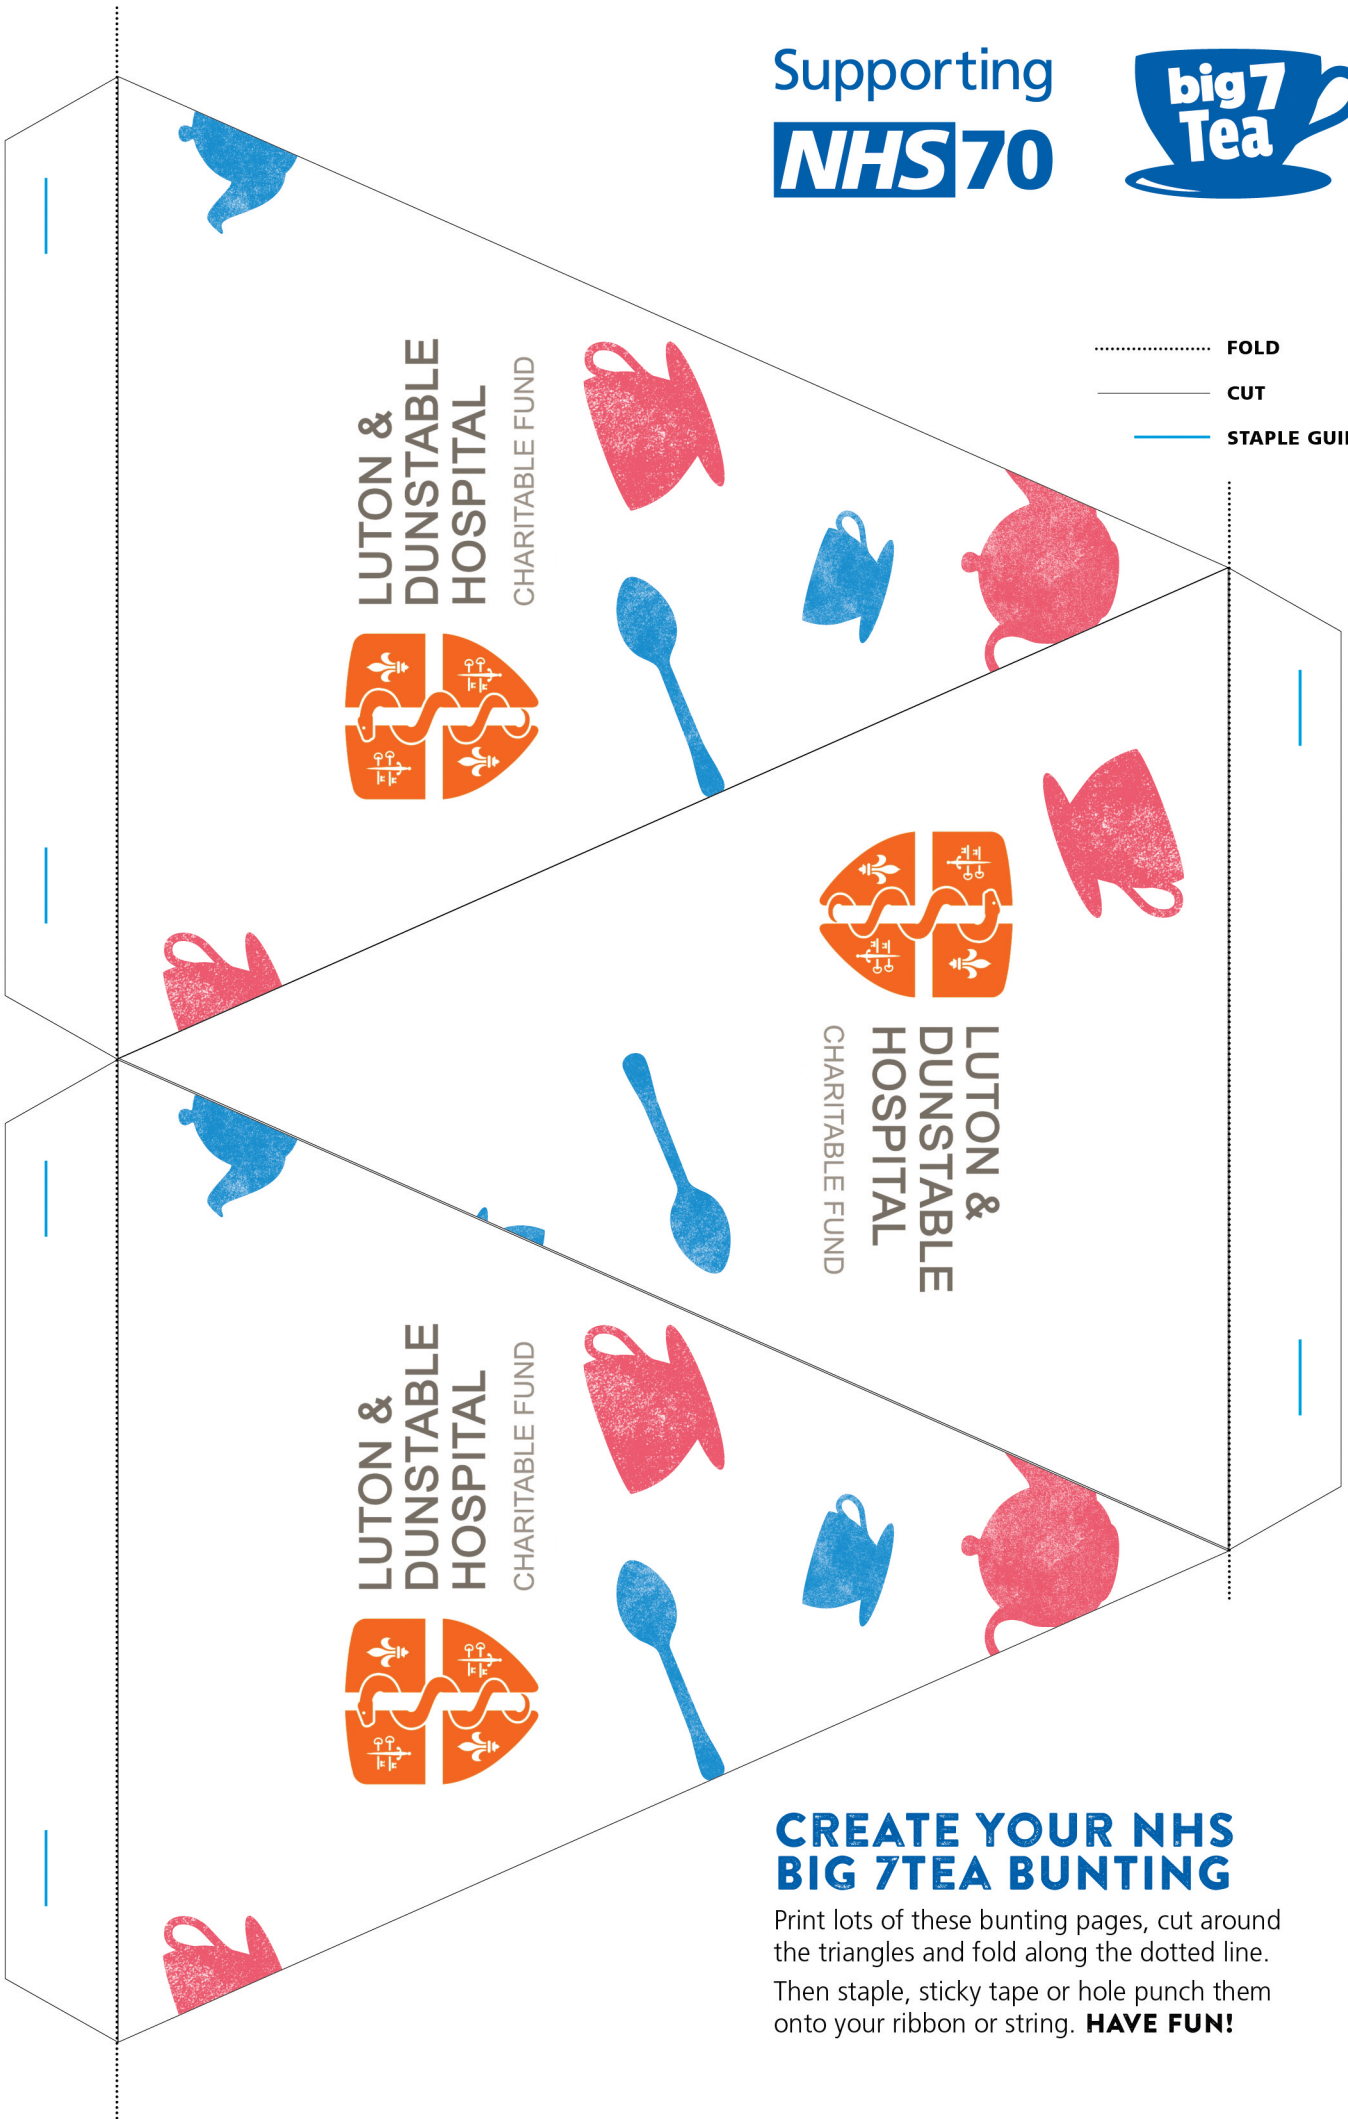 Supporting
NHS 70
big 7
Tea
FOLD
CUT
STAPLE
LUTON &
DUNSTABLE
HOSPITAL
CHARITABLE FUND
LUTON &
DUNSTABLE
HOSPITAL
CHARITABLE FUND
LUTON &
DUNSTABLE
HOSPITAL
CHARITABLE FUND
CREATE YOUR NHS
BIG 7TEA BUNTING
Print lots of these bunting pages, cut around
the triangles and fold along the dotted line.
Then staple, sticky tape or hole punch them
onto your ribbon or string. HAVE FUN!